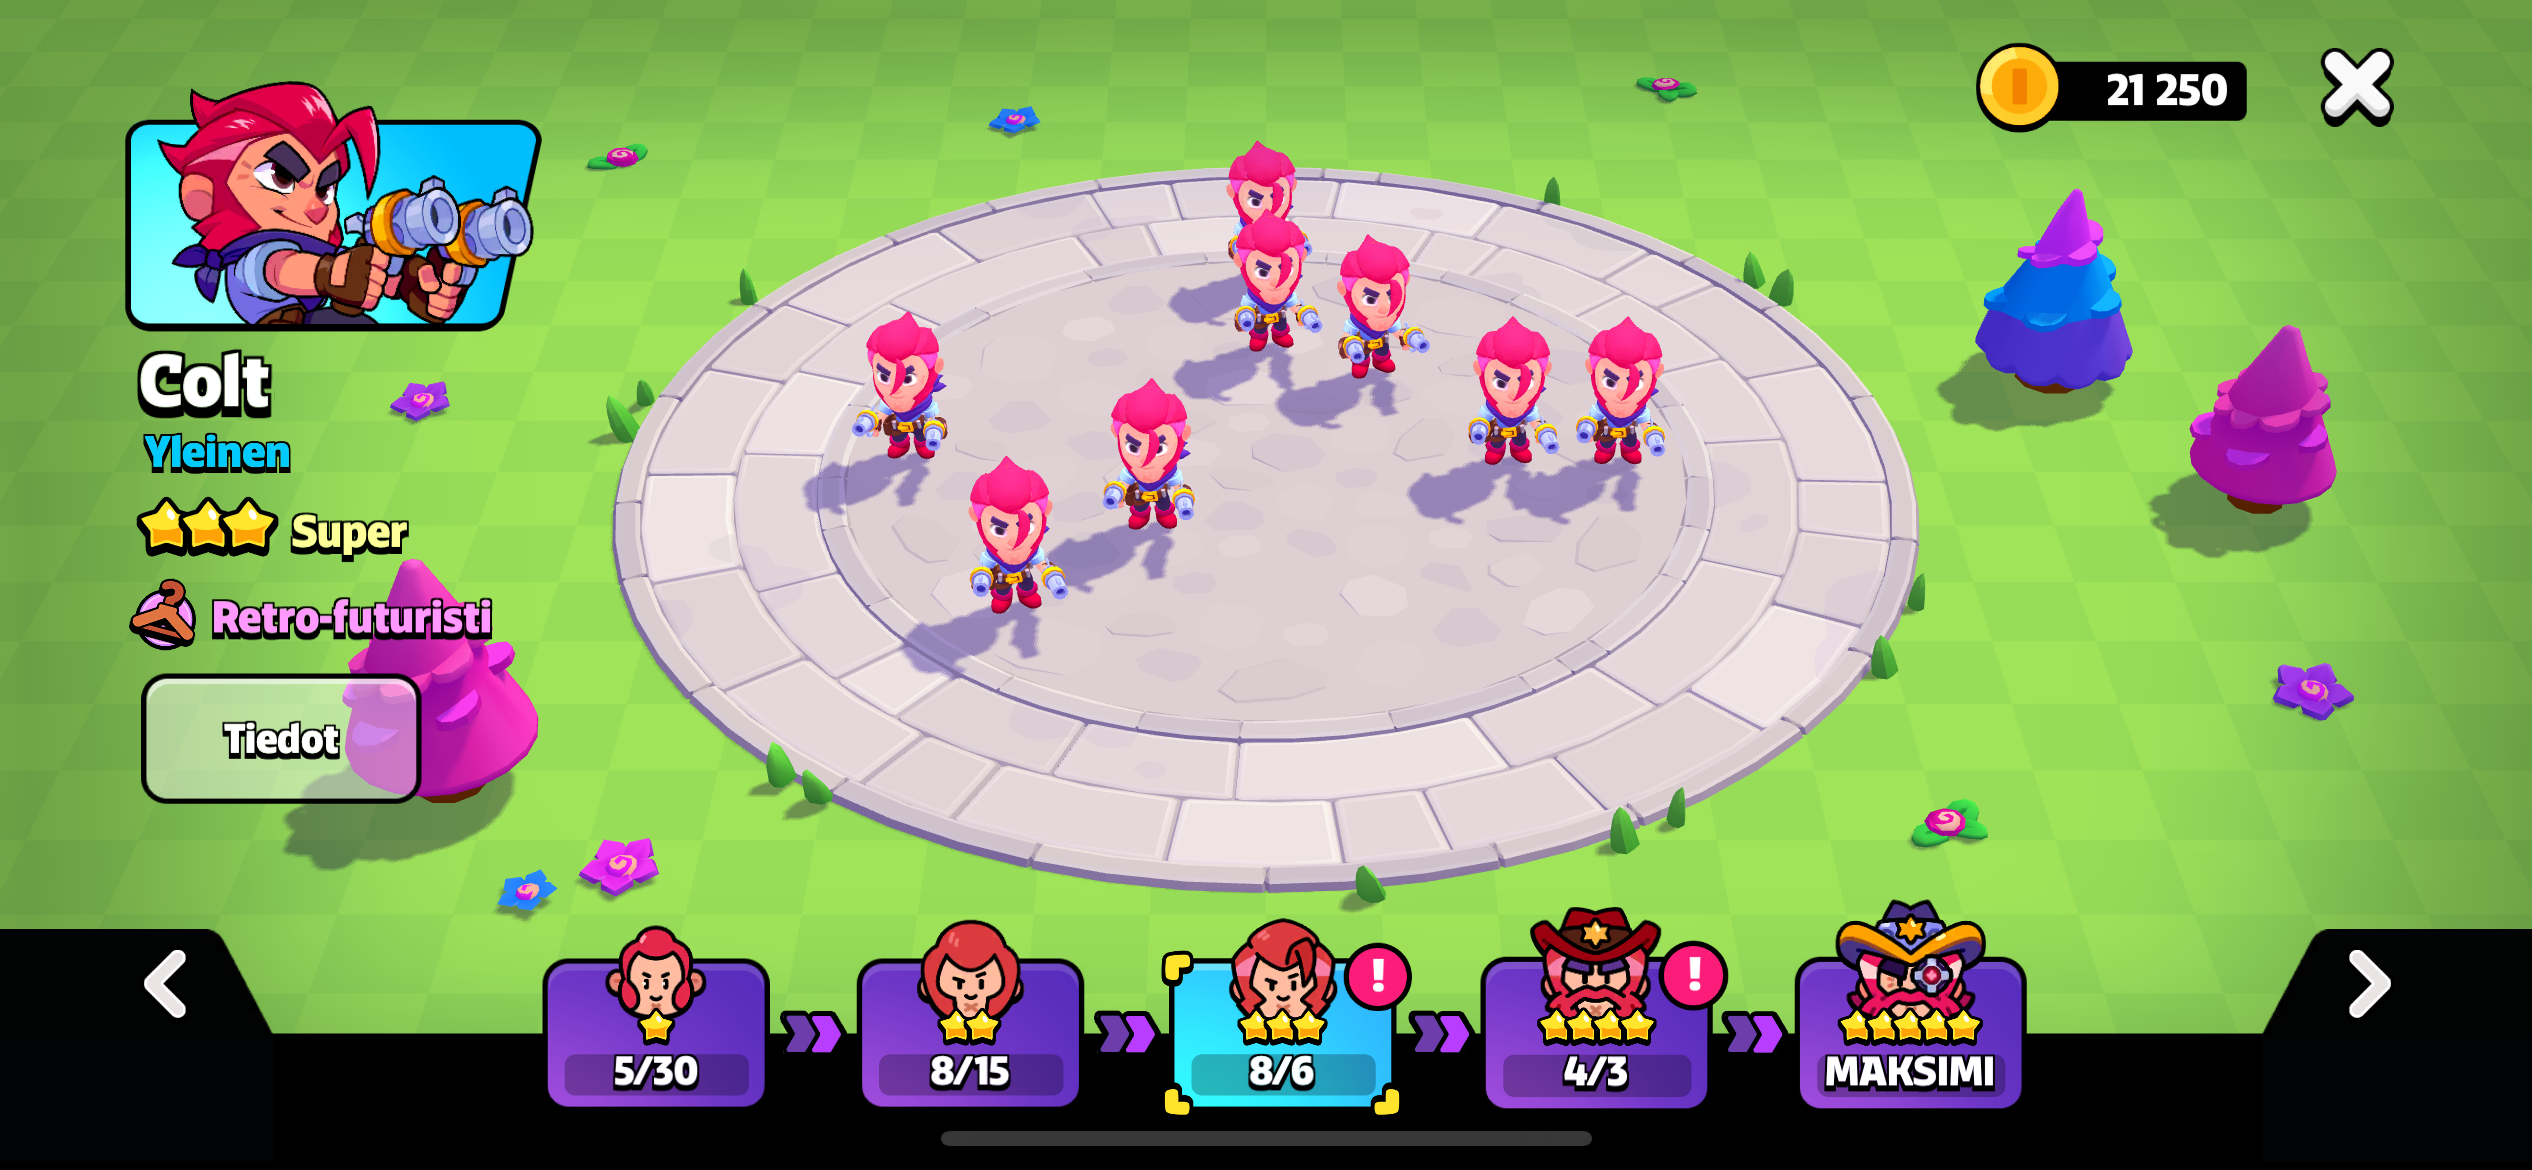 21 250
Colt
Yleinen
Super
Retro-futuristi
Tiedot
! !
5/30 8/15 8/6 4/3 MAKSIMI